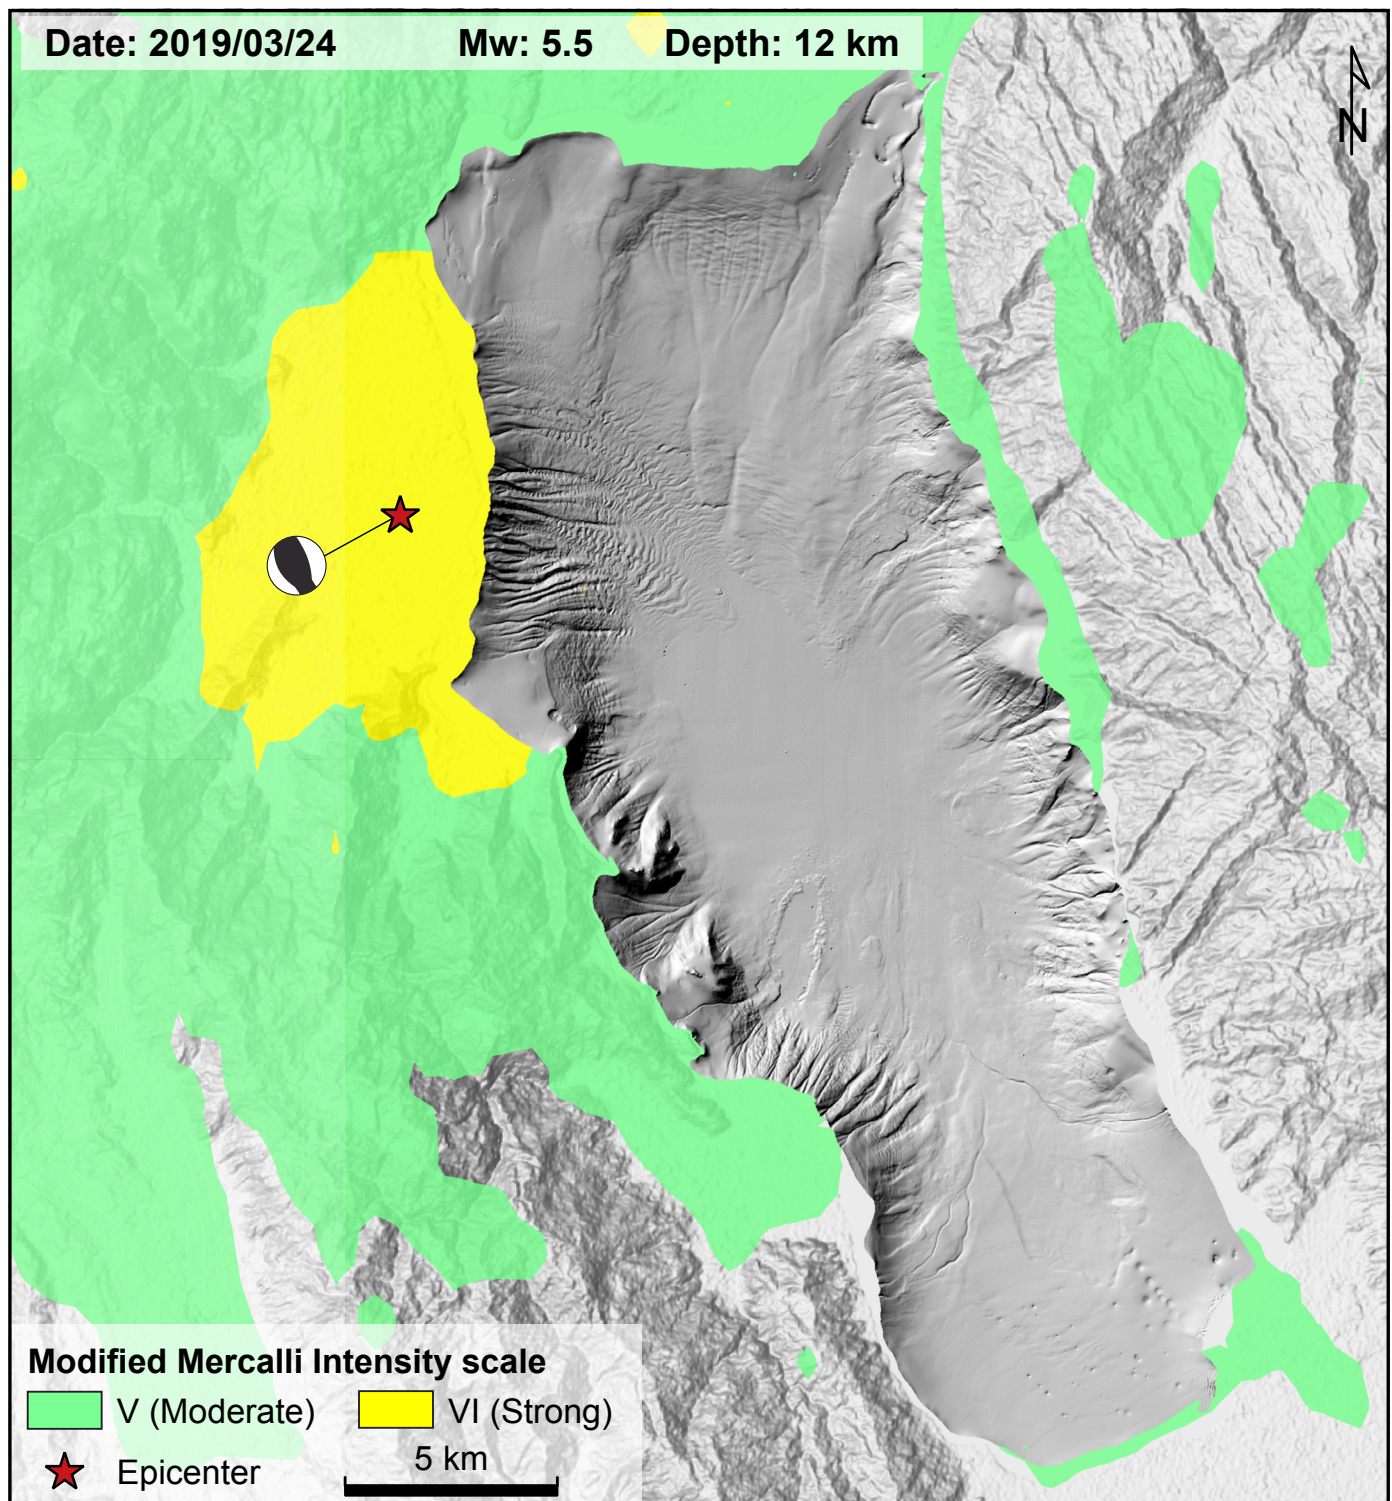 Date: 2019/03/24 Mw: 5.5 Depth: 12 km
N
Modified Mercalli Intensity scale
V (Moderate) VI (Strong)
Epicenter 5 km